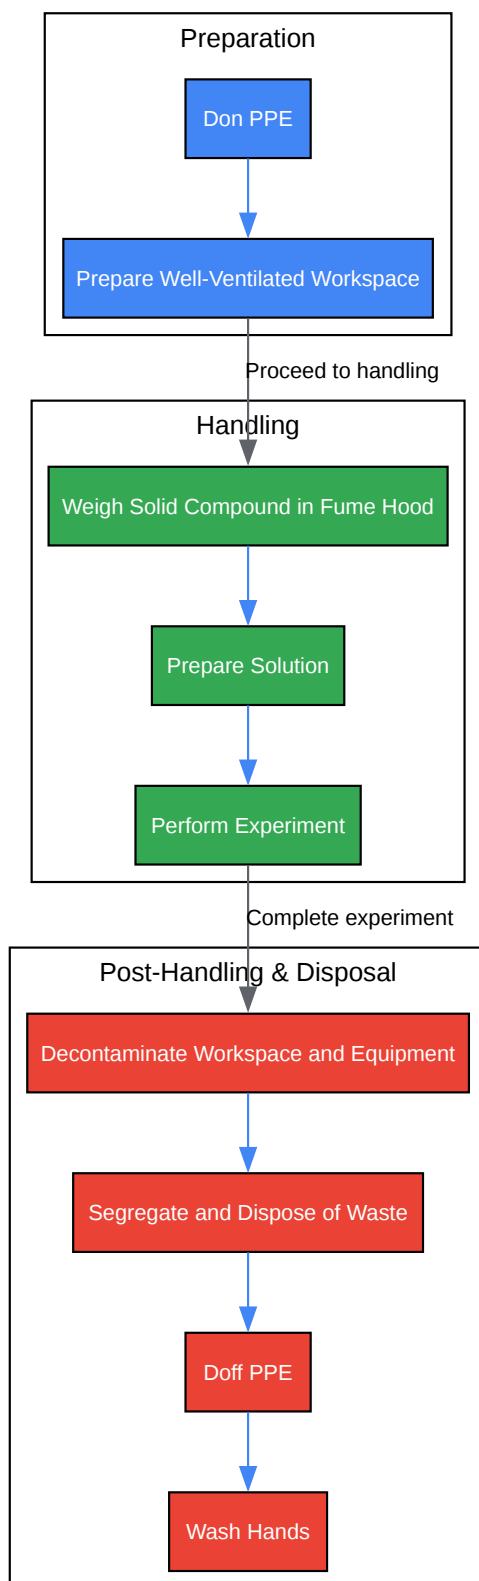 Preparation
Don PPE
Prepare Well-Ventilated Workspace
Proceed to handling
Handling
Weigh Solid Compound in Fume Hood
Prepare Solution
Perform Experiment
Complete experiment
Post-Handling & Disposal
Decontaminate Workspace and Equipment
Segregate and Dispose of Waste
Doff PPE
Wash Hands